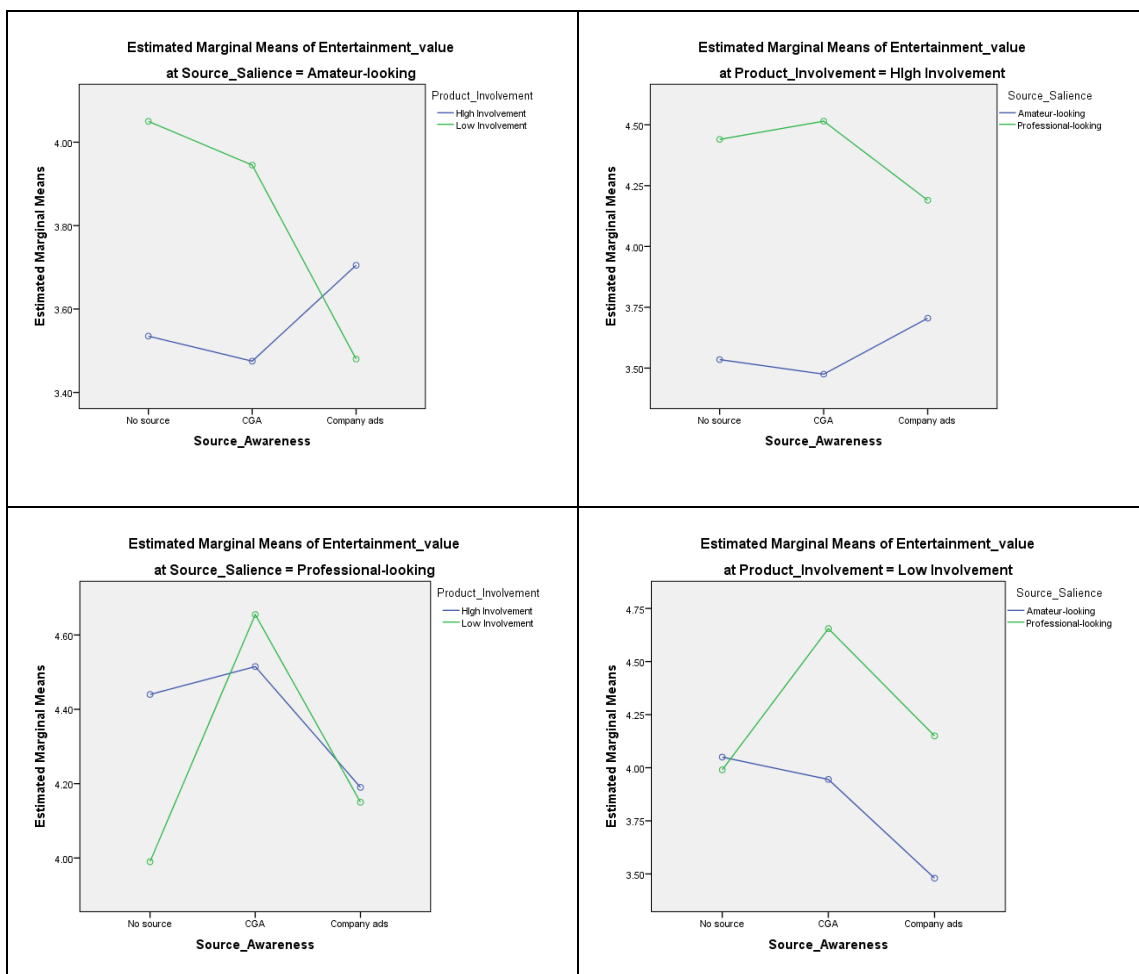 Estimated Marginal Means of Entertainment_value
at Source_Salience = Amateur-looking
Product_Involvement
HIgh Involvement
Low Involvement
Estimated Marginal Means
4.00
3.80
3.60
3.40
No source
CGA
Company ads
Source_Awareness
Estimated Marginal Means of Entertainment_value
at Product_Involvement = HIgh Involvement
Source_Salience
Amateur-looking
Professional-looking
Estimated Marginal Means
4.50
4.25
4.00
3.75
3.50
No source
CGA
Company ads
Source_Awareness
Estimated Marginal Means of Entertainment_value
at Source_Salience = Professional-looking
Product_Involvement
HIgh Involvement
Low Involvement
Estimated Marginal Means
4.60
4.40
4.20
4.00
No source
CGA
Company ads
Source_Awareness
Estimated Marginal Means of Entertainment_value
at Product_Involvement = Low Involvement
Source_Salience
Amateur-looking
Professional-looking
Estimated Marginal Means
4.75
4.50
4.25
4.00
3.75
3.50
No source
CGA
Company ads
Source_Awareness